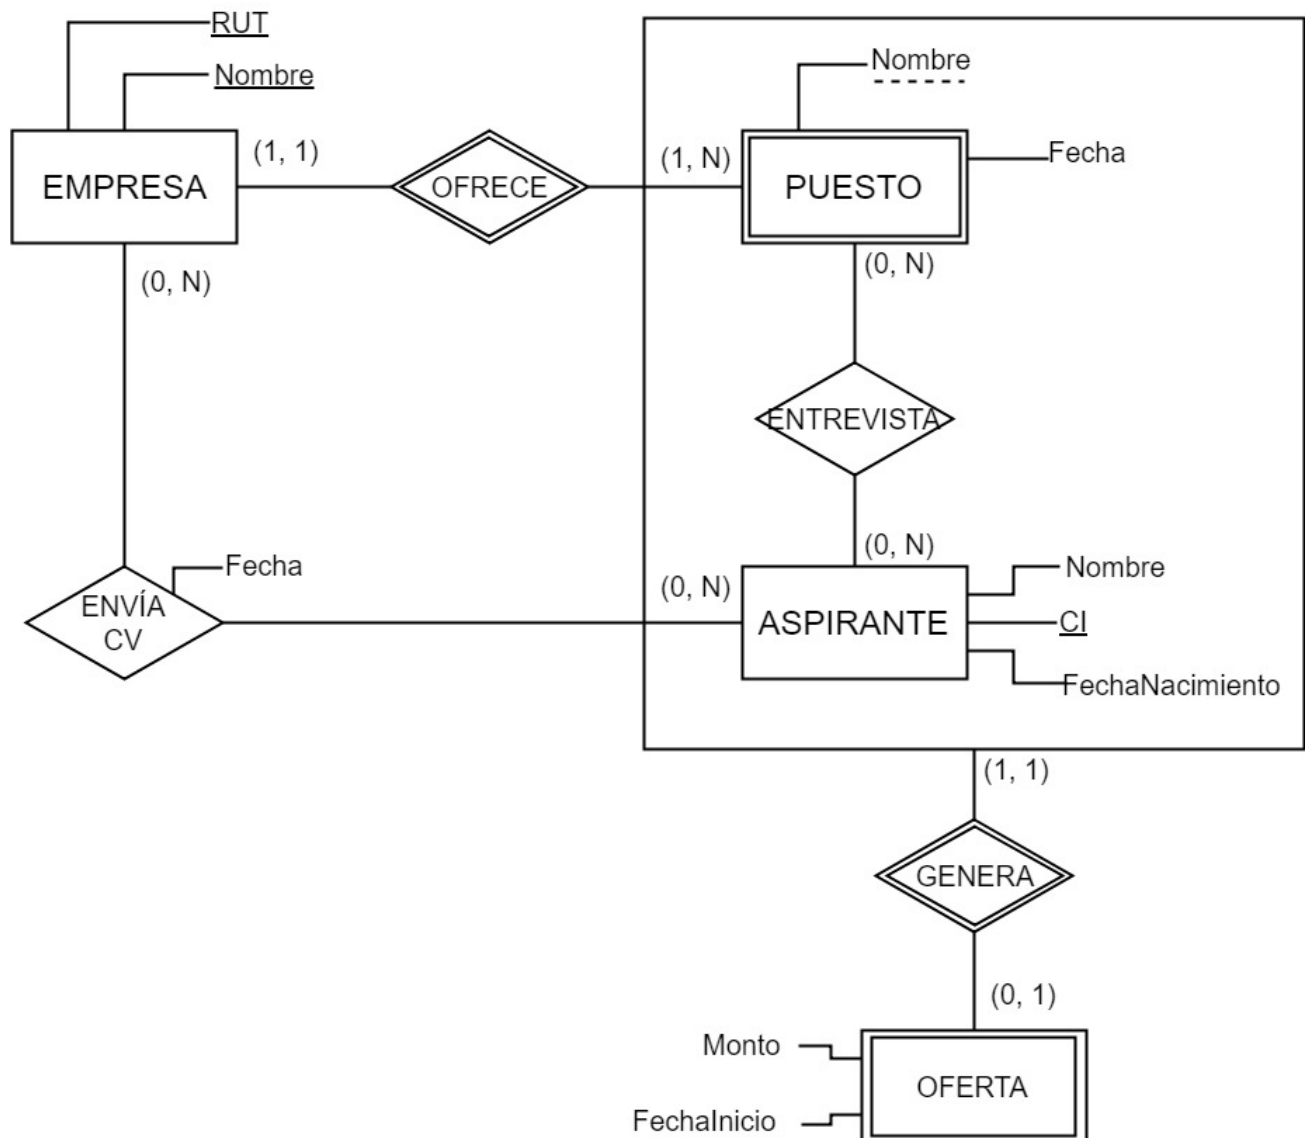 RUT
Nombre
Nombre
Fecha
(1, 1)
(1, N)
EMPRESA
OFRECE
PUESTO
(0, N)
(0, N)
ENTREVISTA
(0, N)
Fecha
Nombre
(0, N)
ENVÍA
CV
ASPIRANTE
CI
FechaNacimiento
(1, 1)
GENERA
(0, 1)
Monto
OFERTA
FechaInicio